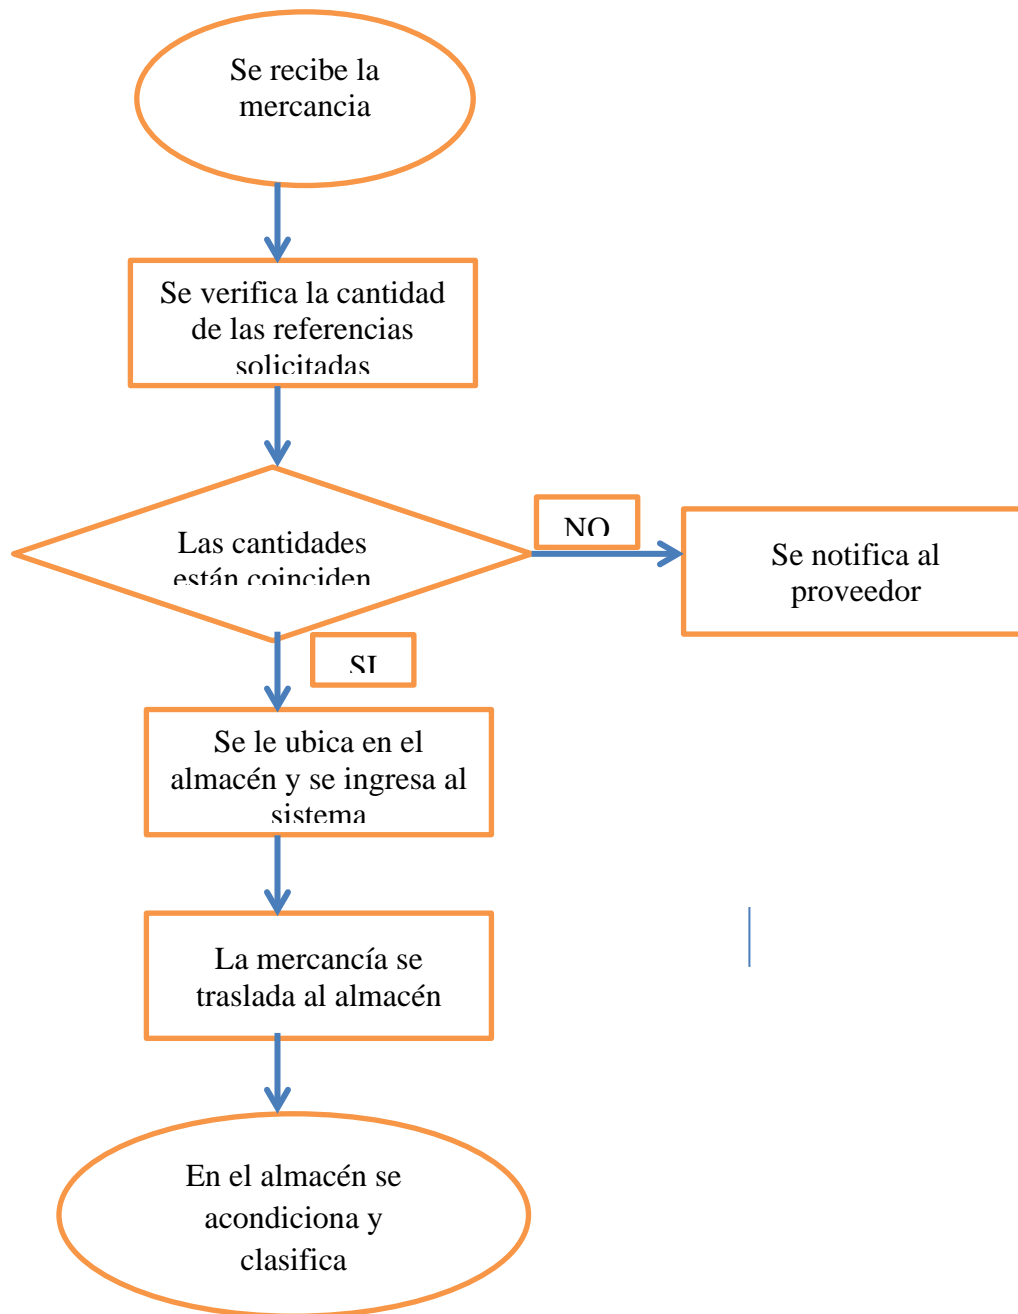 Se recibe la
mercancia
Se verifica la cantidad
de las referencias
solicitadas
Las cantidades
están coinciden
NO
Se notifica al
proveedor
SI
Se le ubica en el
almacén y se ingresa al
sistema
La mercancía se
traslada al almacén
En el almacén se
acondiciona y
clasifica